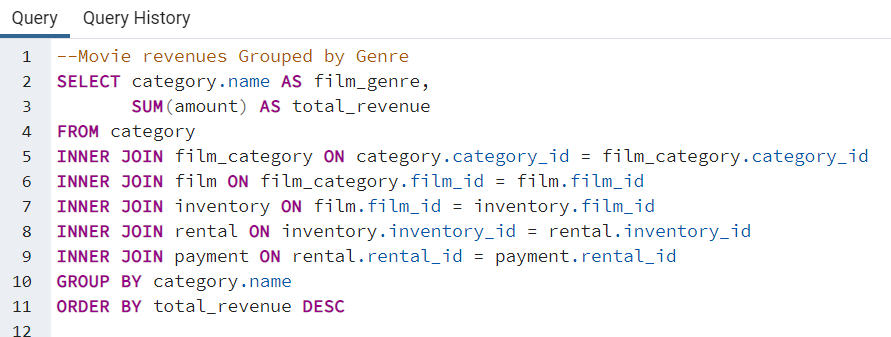 Query Query History
1 --Movie revenues Grouped by Genre
2 SELECT category.name AS film_genre,
3 SUM(amount) AS total_revenue
4 FROM category
5 INNER JOIN film_category ON category.category_id = film_category.category_id
6 INNER JOIN film ON film_category.film_id = film.film_id
7 INNER JOIN inventory ON film.film_id = inventory.film_id
8 INNER JOIN rental ON inventory.inventory_id = rental.inventory_id
9 INNER JOIN payment ON rental.rental_id = payment.rental_id
10 GROUP BY category.name
11 ORDER BY total_revenue DESC
12